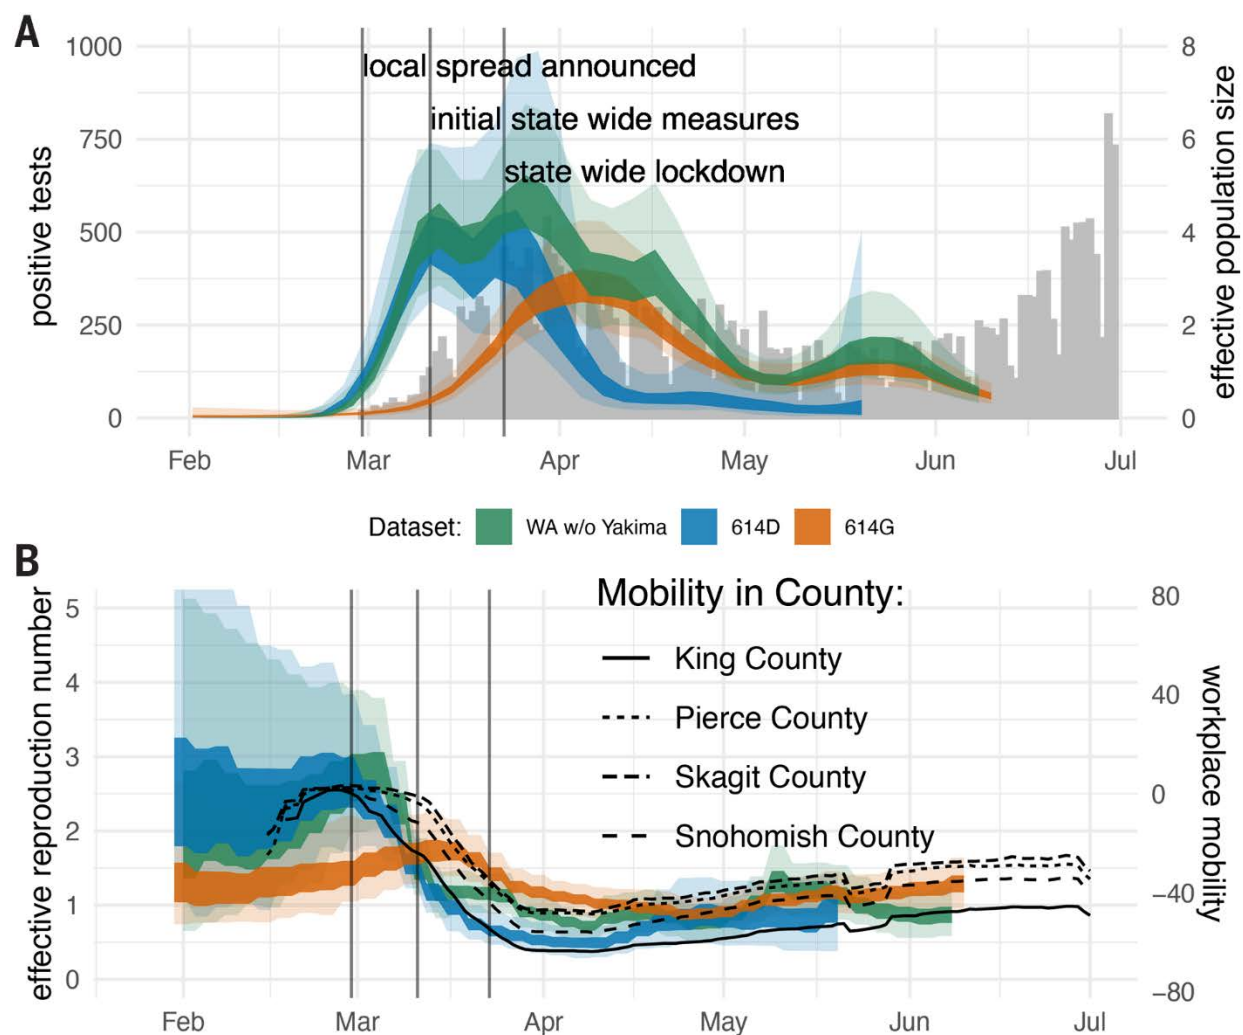 A
1000
750
500
250
0
positive tests
8
6
4
2
0
effective population size
local spread announced
initial state wide measures
state wide lockdown
Feb
Mar
Apr
May
Jun
Jul
Dataset:
WA w/o Yakima
614D
614G
B
5
4
3
2
1
0
effective reproduction number
Mobility in County:
King County
Pierce County
Skagit County
Snohomish County
80
40
0
−40
−80
workplace mobility
Feb
Mar
Apr
May
Jun
Jul